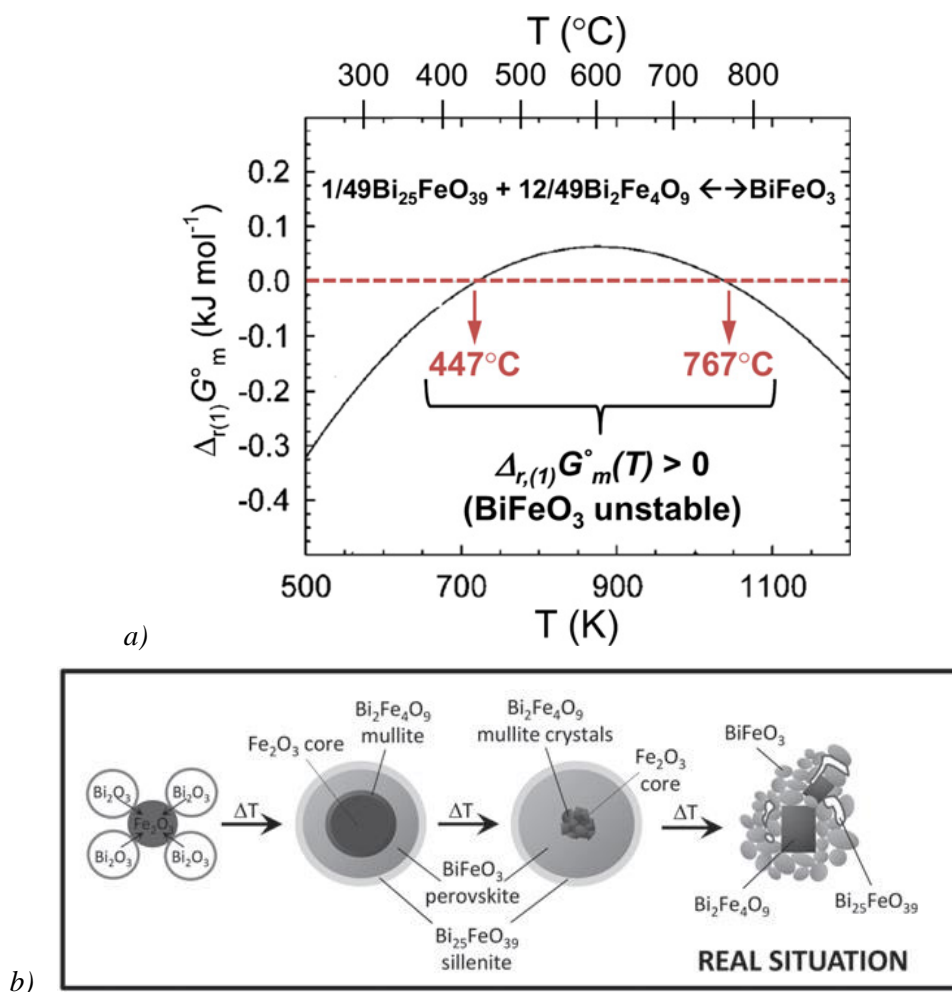 T (°C)
300 400 500 600 700 800
1/49Bi₂₅FeO₃₉ + 12/49Bi₂Fe₄O₉ ←→BiFeO₃
Δr(1)G°m (kJ mol⁻¹)
0.2
0.1
0.0
-0.1
-0.2
-0.3
-0.4
447°C 767°C
Δr,(1)G°m(T) > 0
(BiFeO₃ unstable)
500 700 900 1100
T (K)
a)
Bi₂O₃ Bi₂O₃
Fe₂O₃
Bi₂O₃ Bi₂O₃
ΔT
Fe₂O₃ core
Bi₂Fe₄O₉
mullite
ΔT
Bi₂Fe₄O₉
mullite crystals
Fe₂O₃
core
BiFeO₃
perovskite
Bi₂₅FeO₃₉
sillenite
ΔT
BiFeO₃
Bi₂Fe₄O₉
Bi₂₅FeO₃₉
REAL SITUATION
b)